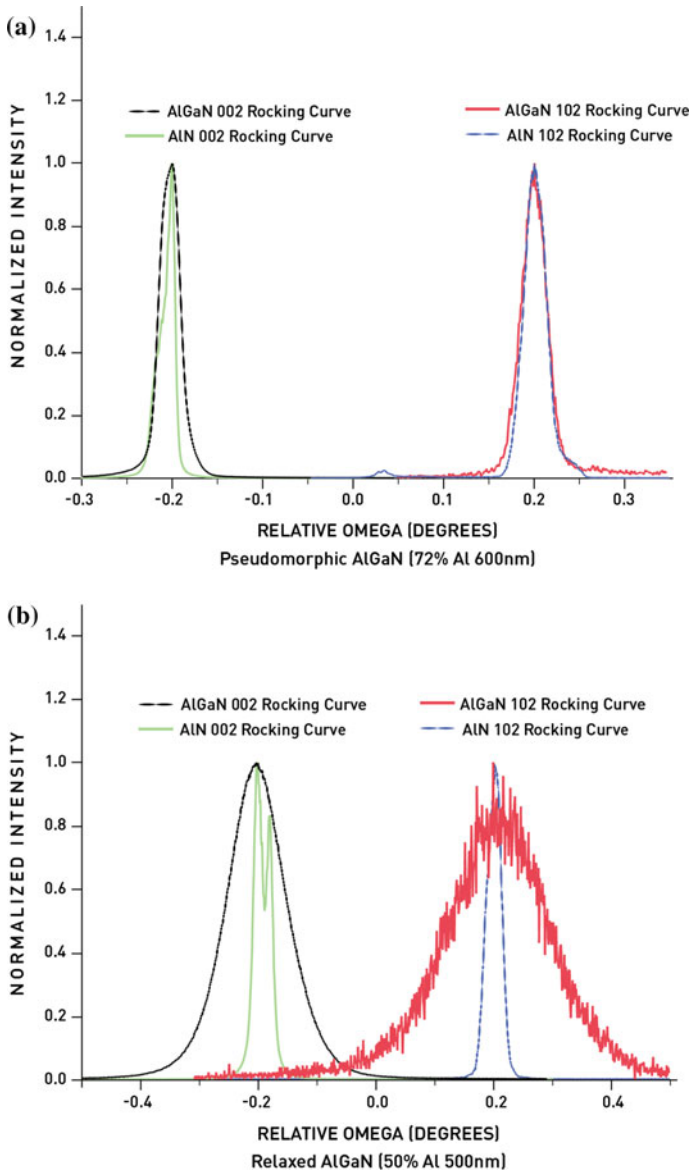 (a)
1.4
1.2
1.0
0.8
0.6
0.4
0.2
0.0
NORMALIZED INTENSITY
AlGaN 002 Rocking Curve
AlN 002 Rocking Curve
AlGaN 102 Rocking Curve
AlN 102 Rocking Curve
-0.3 -0.2 -0.1 0.0 0.1 0.2 0.3
RELATIVE OMEGA (DEGREES)
Pseudomorphic AlGaN (72% Al 600nm)
(b)
1.4
1.2
1.0
0.8
0.6
0.4
0.2
0.0
NORMALIZED INTENSITY
AlGaN 002 Rocking Curve
AlN 002 Rocking Curve
AlGaN 102 Rocking Curve
AlN 102 Rocking Curve
-0.4 -0.2 0.0 0.2 0.4
RELATIVE OMEGA (DEGREES)
Relaxed AlGaN (50% Al 500nm)